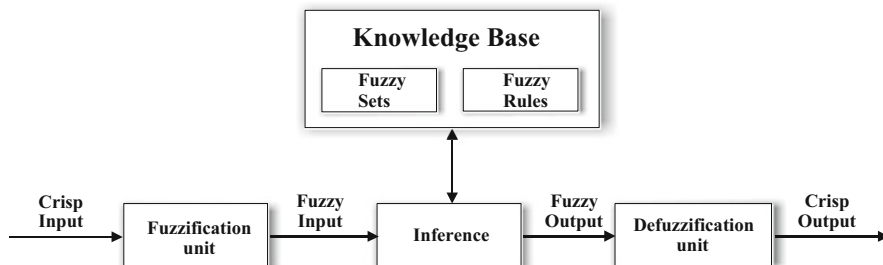 Knowledge Base
Fuzzy
Sets
Fuzzy
Rules
Crisp
Input
Fuzzification
unit
Fuzzy
Input
Inference
Fuzzy
Output
Defuzzification
unit
Crisp
Output